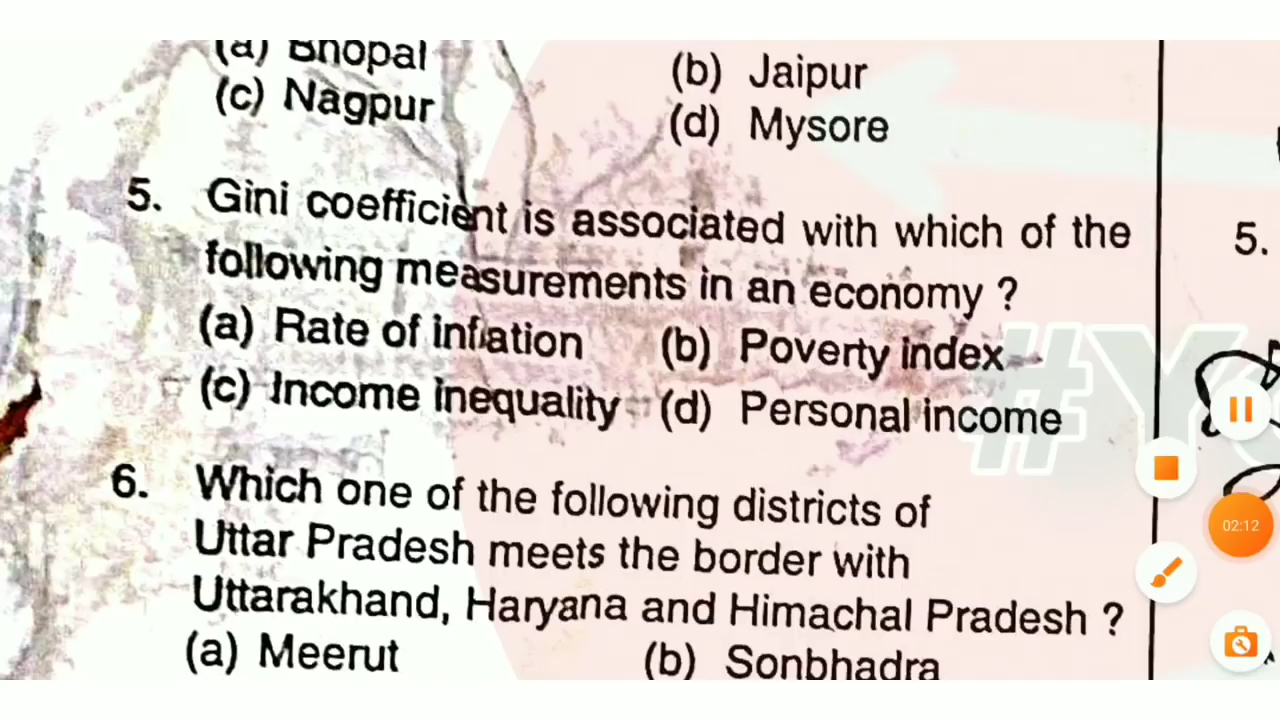 (a) Bhopal
(b) Jaipur
(c) Nagpur
(d) Mysore
5. Gini coefficient is associated with which of the
following measurements in an economy ?
(a) Rate of inflation (b) Poverty index
(c) Income inequality (d) Personal income
6. Which one of the following districts of
Uttar Pradesh meets the border with
Uttarakhand, Haryana and Himachal Pradesh ?
(a) Meerut (b) Sonbhadra
5.
02:12